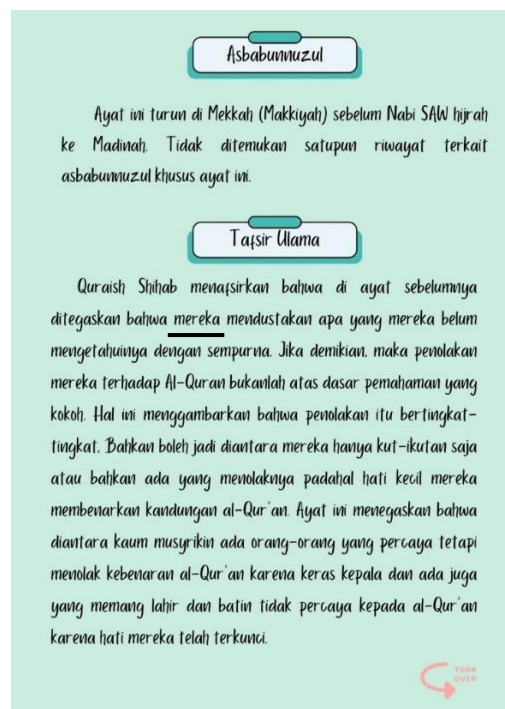 Asbabunnuzul
Ayat ini turun di Mekkah (Makkiyah) sebelum Nabi SAW hijrah
ke Madinah. Tidak ditemukan satupun riwayat terkait
asbabunnuzul khusus ayat ini.
Tafsir Ulama
Quraish Shihab menafsirkan bahwa di ayat sebelumnya
ditegaskan bahwa mereka mendustakan apa yang mereka belum
mengetahuinya dengan sempurna. Jika demikian, maka penolakan
mereka terhadap Al-Quran bukanlah atas dasar pemahaman yang
kokoh. Hal ini menggambarkan bahwa penolakan itu bertingkat-
tingkat. Bahkan boleh jadi diantara mereka hanya kut-ikutan saja
atau bahkan ada yang menolaknya padahal hati kecil mereka
membenarkan kandungan al-Qur'an. Ayat ini menegaskan bahwa
diantara kaum musyrikin ada orang-orang yang percaya tetapi
menolak kebenaran al-Qur'an karena keras kepala dan ada juga
yang memang lahir dan batin tidak percaya kepada al-Qur'an
karena hati mereka telah terkunci.
TURN
OVER